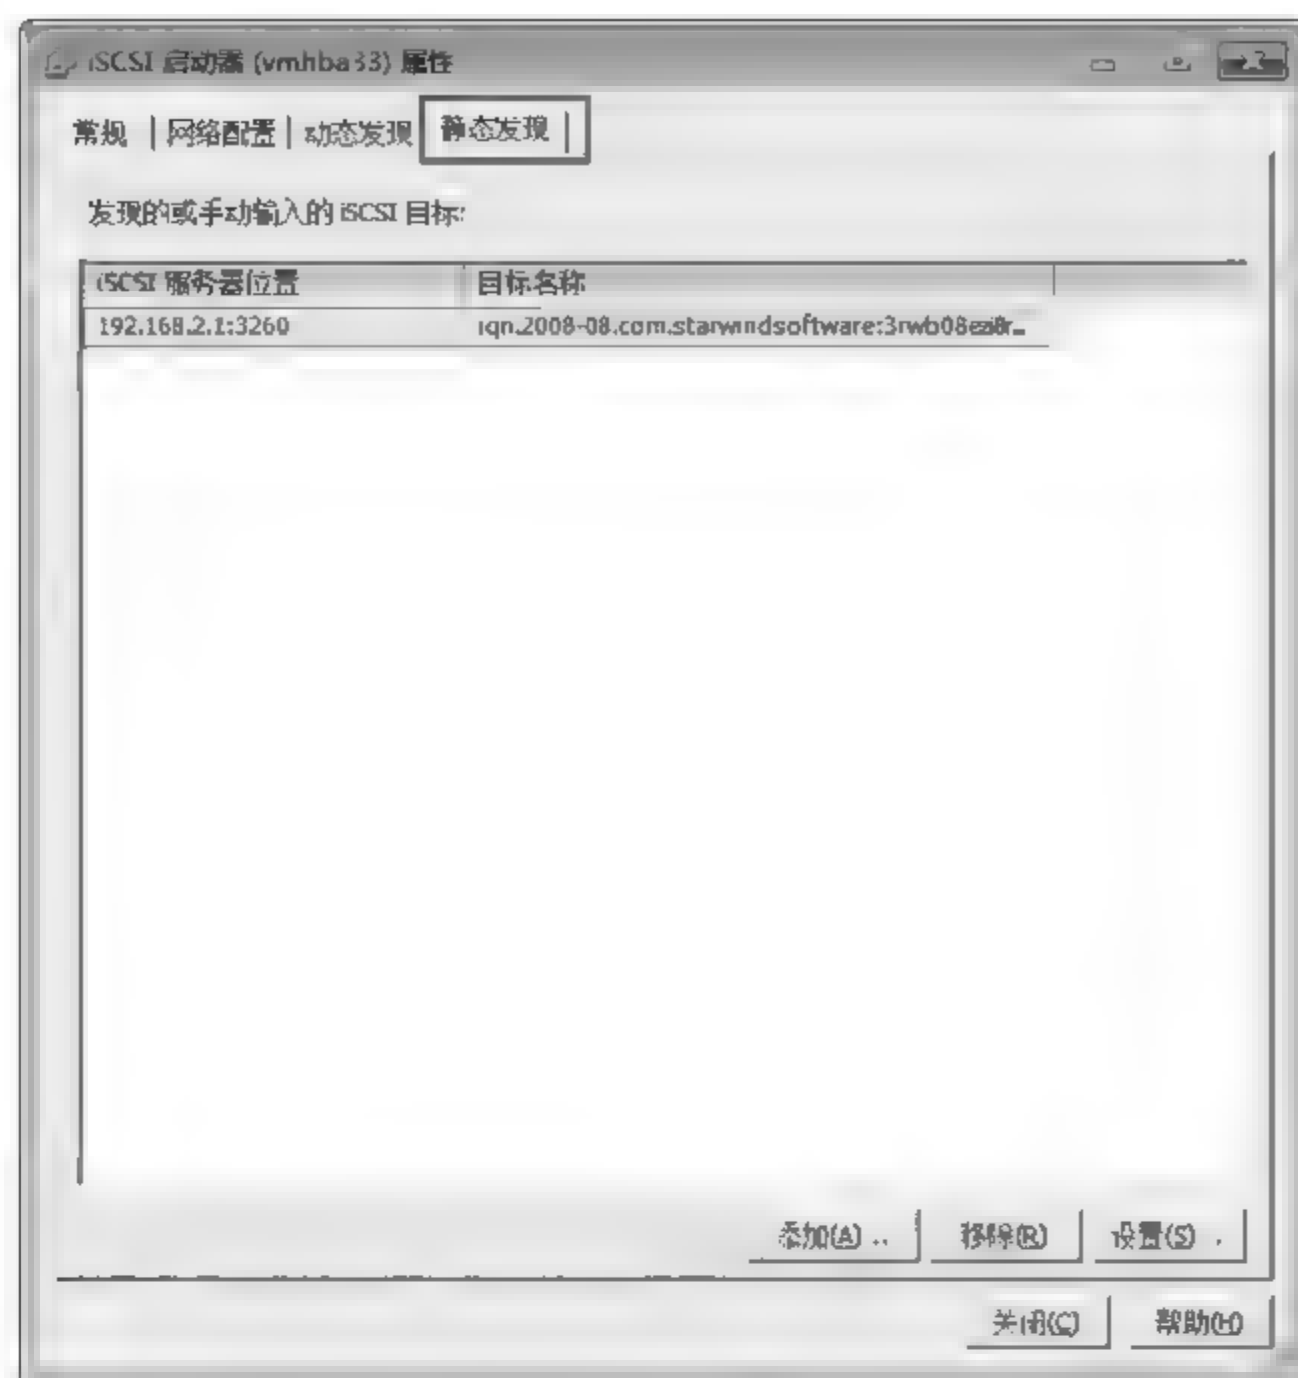 iSCSI 启动器 (vmhba33) 属性
常规 网络配置 动态发现 静态发现
发现的或手动输入的 iSCSI 目标:
iSCSI 服务器位置 目标名称
192.168.2.1:3260 iqn.2008-08.com.starwindsoftware:
添加(A)... 移除(R) 设置(S)...
关闭(C) 帮助(H)